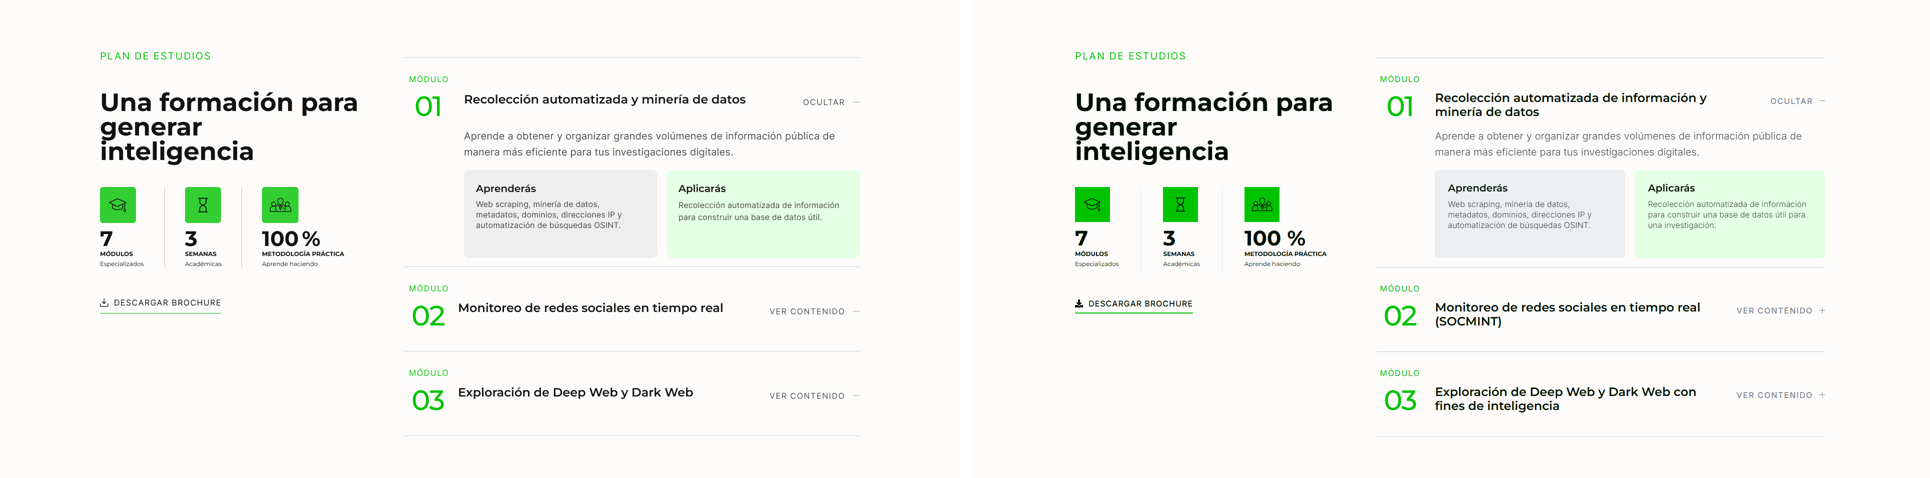 PLAN DE ESTUDIOS
Una formación para
generar
inteligencia
7
MÓDULOS
Especializados
3
SEMANAS
Académicas
100 %
METODOLOGÍA PRÁCTICA
Aprende haciendo
DESCARGAR BROCHURE
MÓDULO
01
Recolección automatizada y minería de datos
OCULTAR —
Aprende a obtener y organizar grandes volúmenes de información pública de
manera más eficiente para tus investigaciones digitales.
Aprenderás
Web scraping, minería de datos,
metadatos, dominios, direcciones IP y
automatización de búsquedas OSINT.
Aplicarás
Recolección automatizada de información
para construir una base de datos útil.
MÓDULO
02
Monitoreo de redes sociales en tiempo real
VER CONTENIDO —
MÓDULO
03
Exploración de Deep Web y Dark Web
VER CONTENIDO —
PLAN DE ESTUDIOS
Una formación para
generar
inteligencia
7
MÓDULOS
Especializados
3
SEMANAS
Académicas
100 %
METODOLOGÍA PRÁCTICA
Aprende haciendo
DESCARGAR BROCHURE
MÓDULO
01
Recolección automatizada de información y
minería de datos
OCULTAR —
Aprende a obtener y organizar grandes volúmenes de información pública de
manera más eficiente para tus investigaciones digitales.
Aprenderás
Web scraping, minería de datos,
metadatos, dominios, direcciones IP y
automatización de búsquedas OSINT.
Aplicarás
Recolección automatizada de información
para construir una base de datos útil para
una investigación.
MÓDULO
02
Monitoreo de redes sociales en tiempo real
(SOCMINT)
VER CONTENIDO +
MÓDULO
03
Exploración de Deep Web y Dark Web con
fines de inteligencia
VER CONTENIDO +